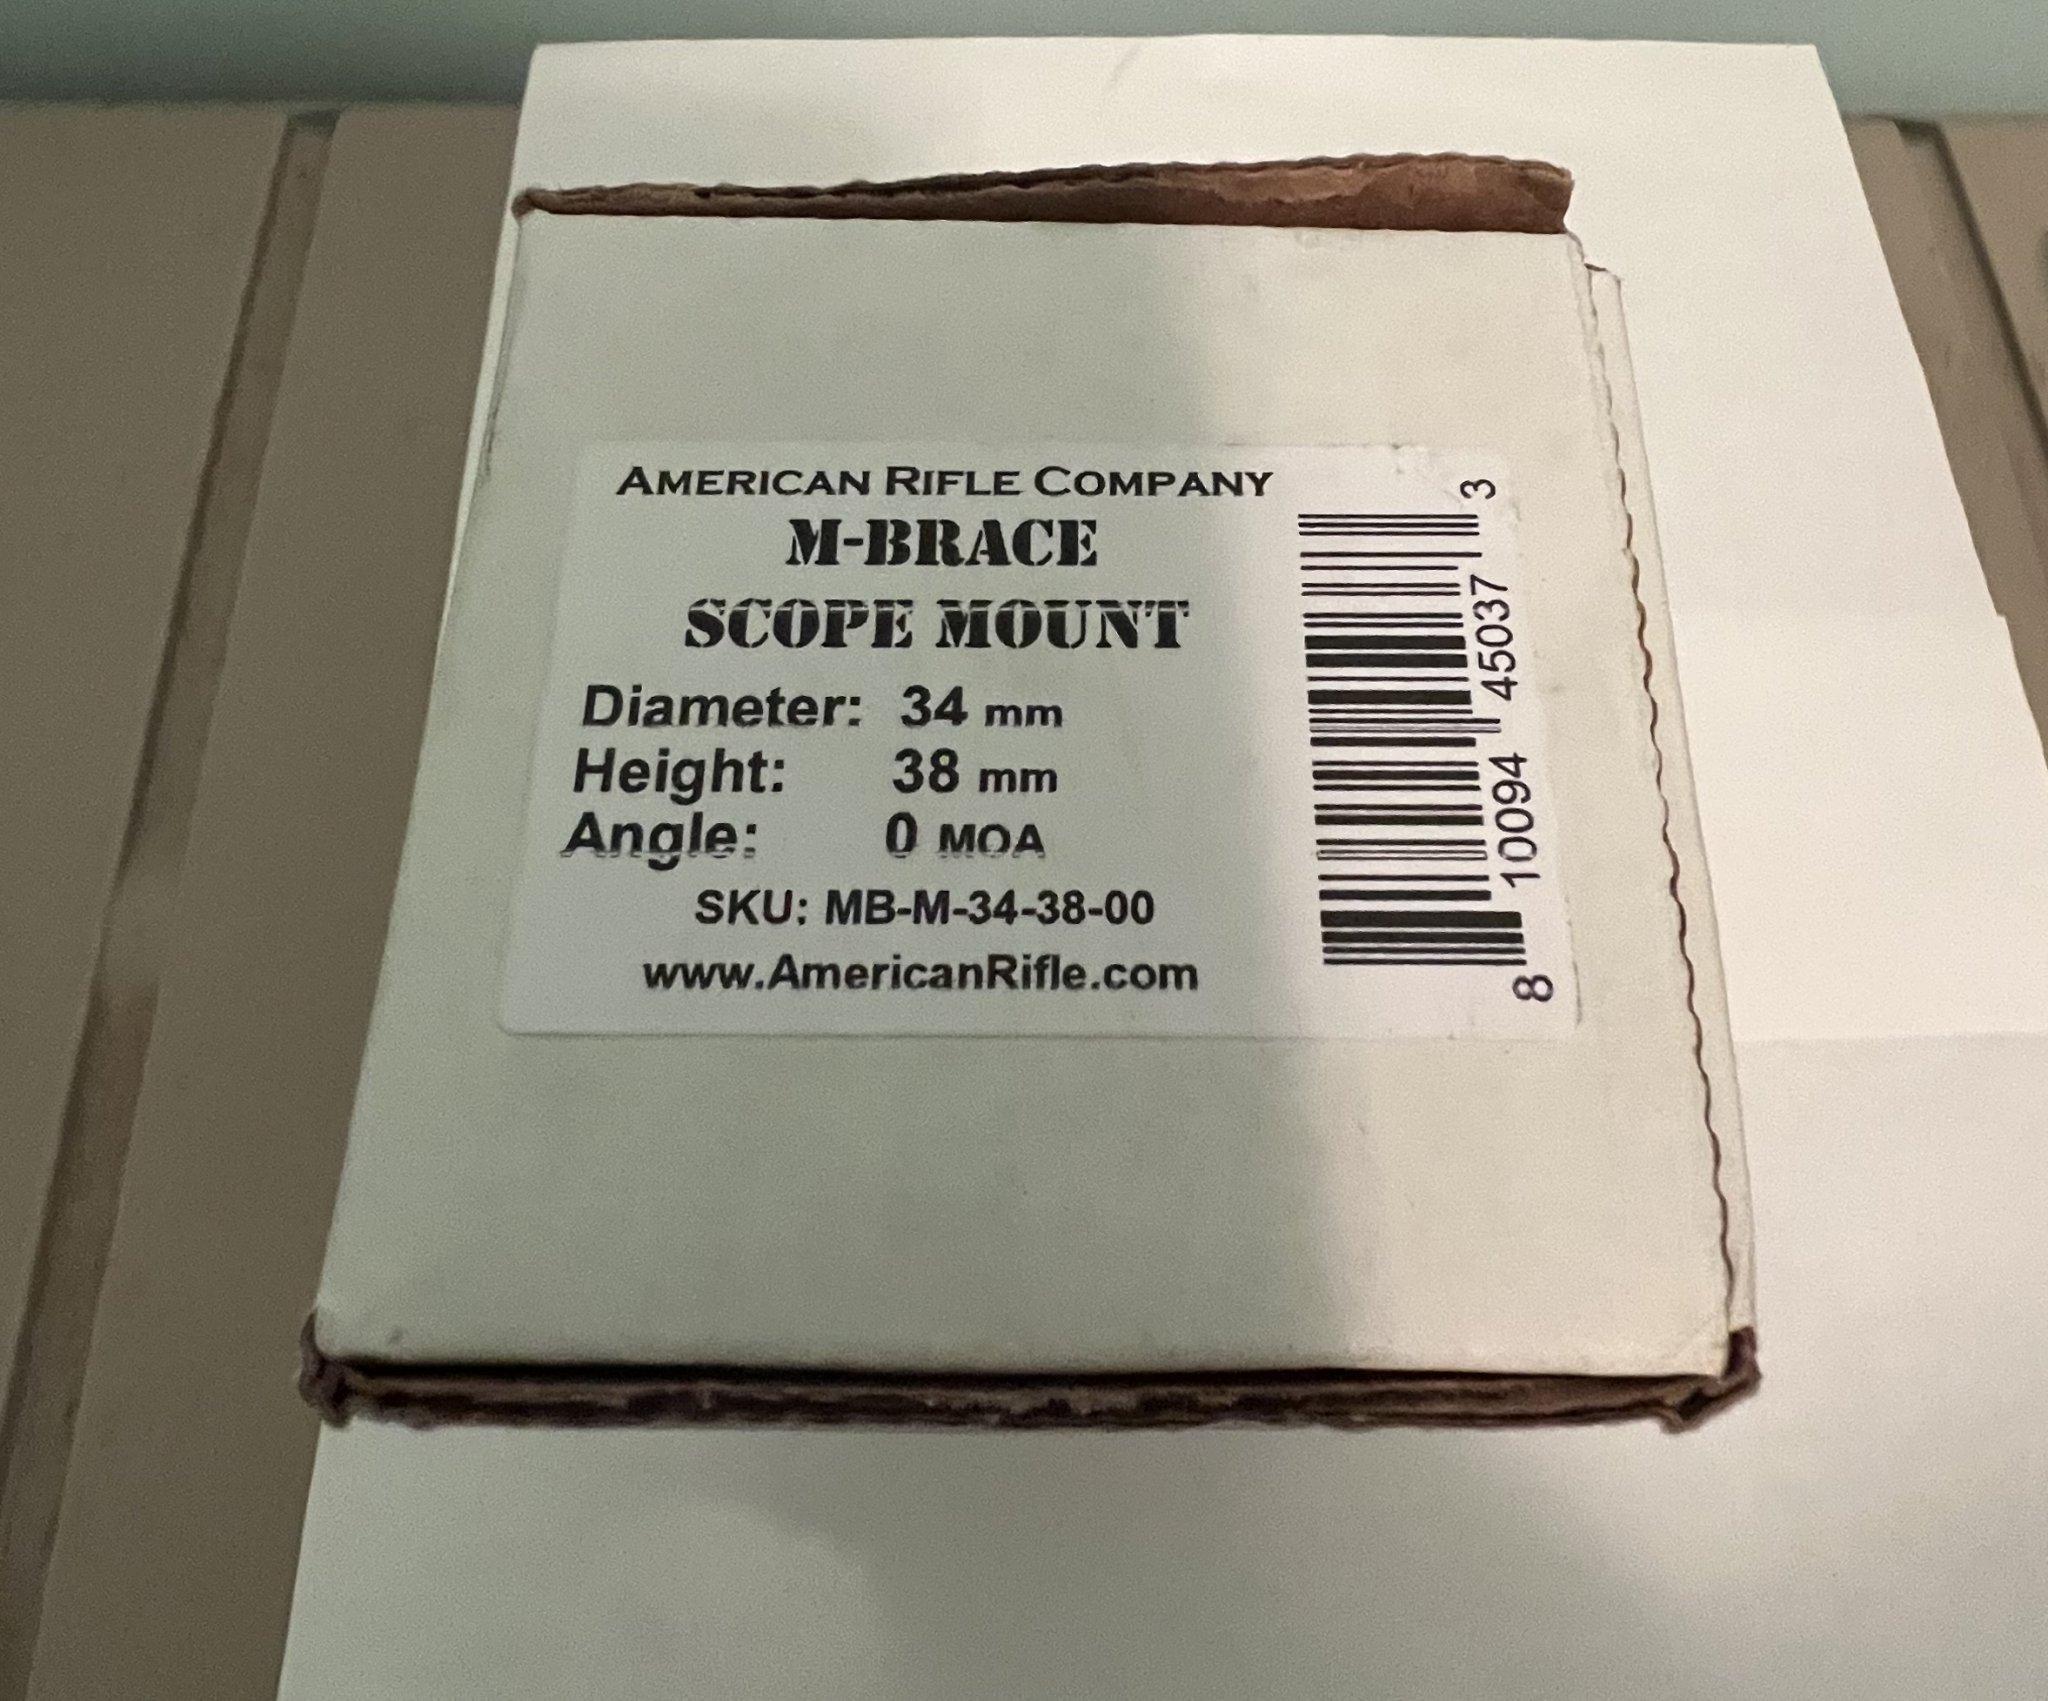 AMERICAN RIFLE COMPANY
M-BRACE
SCOPE MOUNT
Diameter: 34 mm
Height: 38 mm
Angle: 0 MOA
SKU: MB-M-34-38-00
www.AmericanRifle.com
8 10094 45037 3